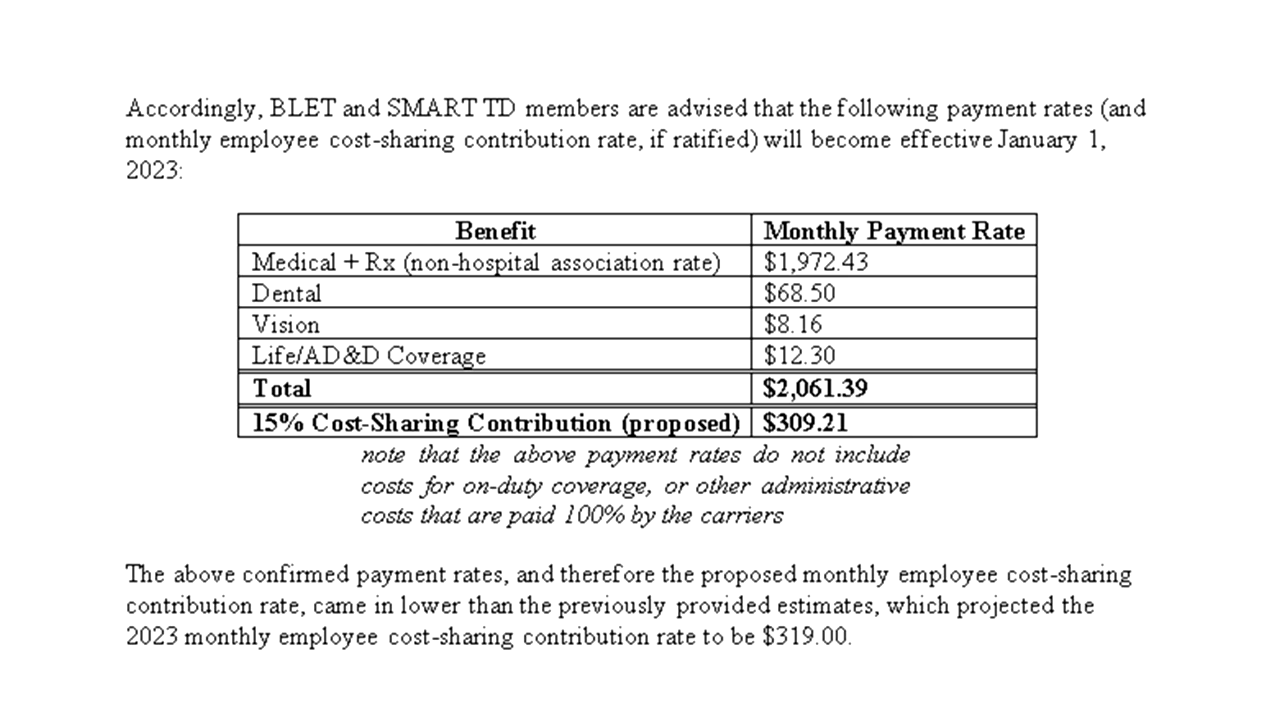 Accordingly, BLET and SMART TD members are advised that the following payment rates (and
monthly employee cost-sharing contribution rate, if ratified) will become effective January 1,
2023:
Benefit Monthly Payment Rate
Medical + Rx (non-hospital association rate) $1,972.43
Dental $68.50
Vision $8.16
Life/AD&D Coverage $12.30
Total $2,061.39
15% Cost-Sharing Contribution (proposed) $309.21
note that the above payment rates do not include
costs for on-duty coverage, or other administrative
costs that are paid 100% by the carriers
The above confirmed payment rates, and therefore the proposed monthly employee cost-sharing
contribution rate, came in lower than the previously provided estimates, which projected the
2023 monthly employee cost-sharing contribution rate to be $319.00.